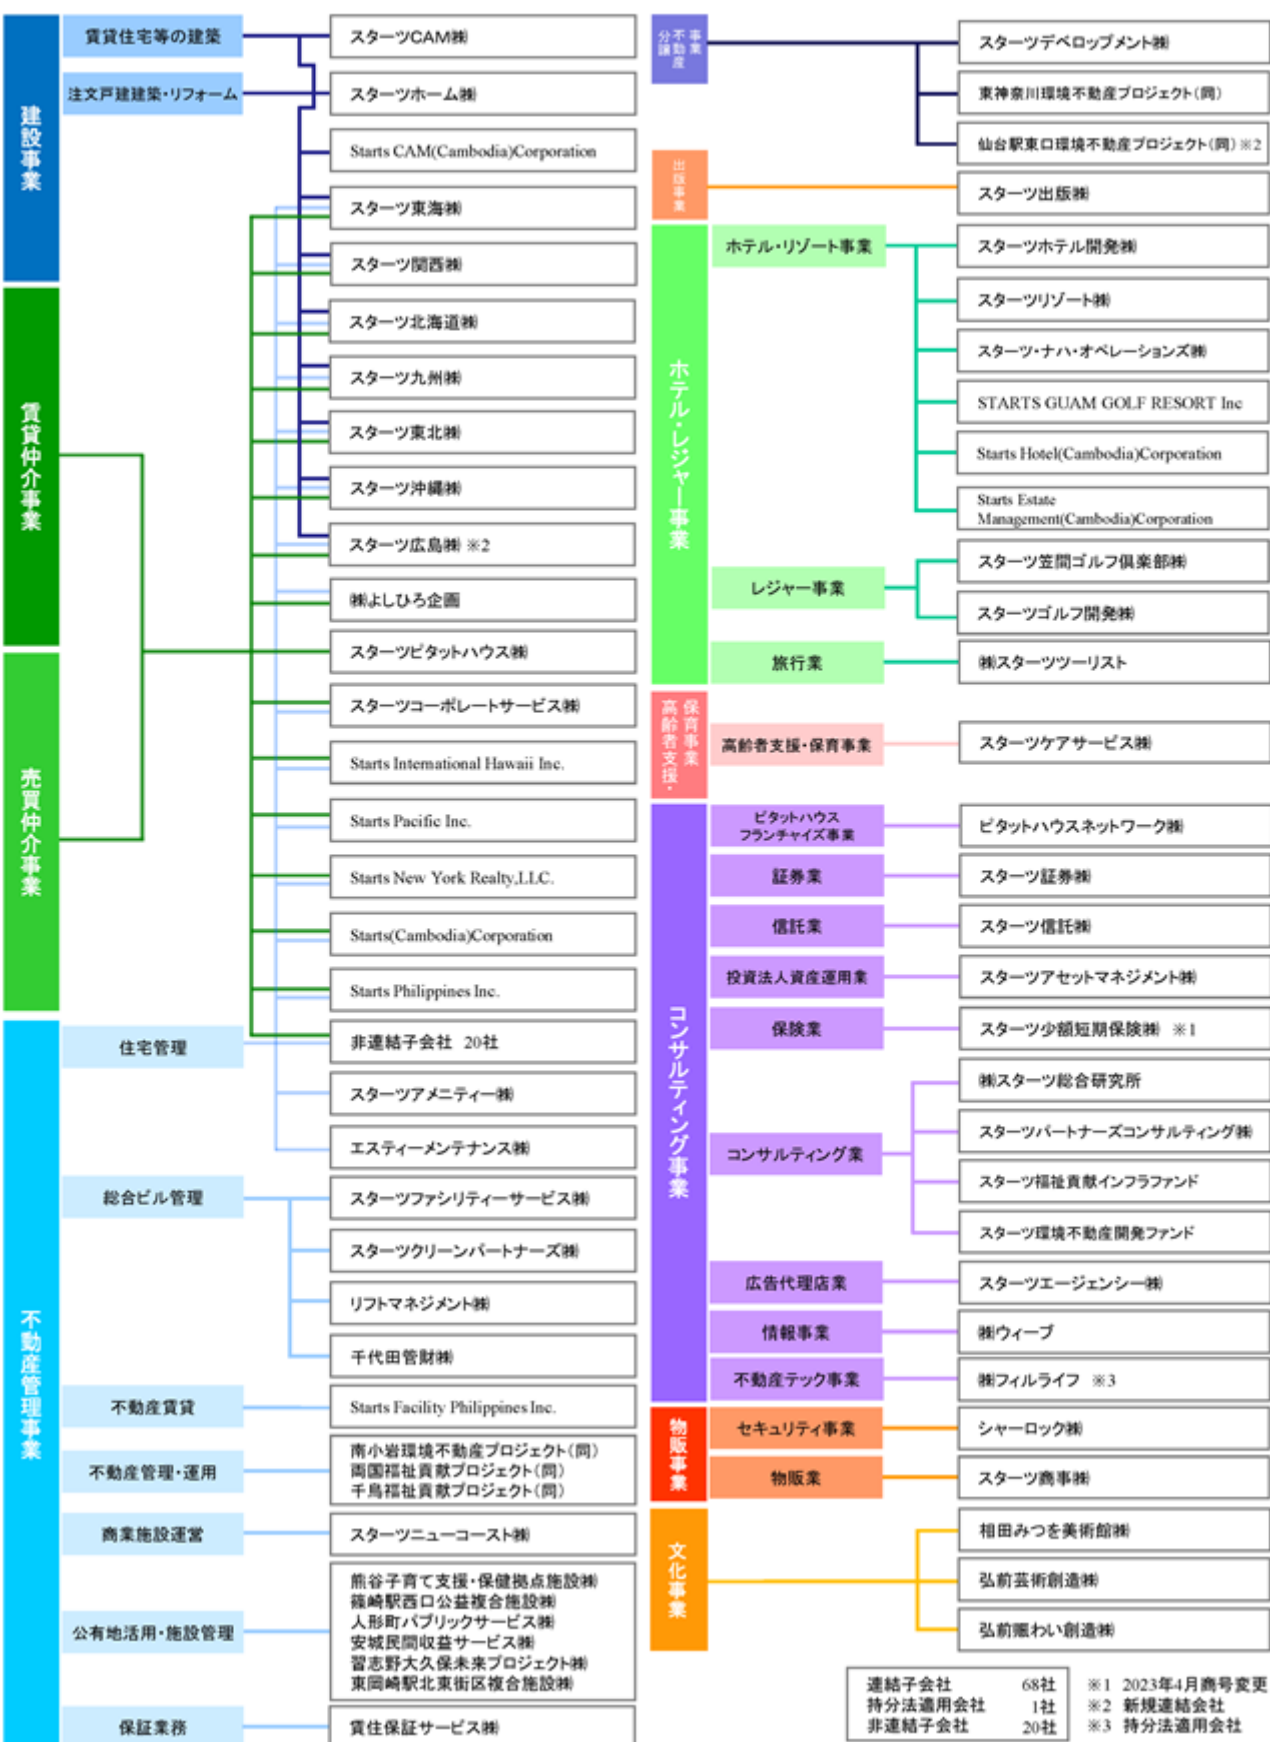 建設事業
賃貸住宅等の建築
スターツCAM㈱
注文戸建建築・リフォーム
スターツホーム㈱
Starts CAM(Cambodia)Corporation
スターツ東海㈱
スターツ関西㈱
賃貸仲介事業
スターツ北海道㈱
スターツ九州㈱
スターツ東北㈱
スターツ沖縄㈱
スターツ広島㈱ ※2
㈱よしひろ企画
売買仲介事業
スターツピタットハウス㈱
スターツコーポレートサービス㈱
Starts International Hawaii Inc.
Starts Pacific Inc.
Starts New York Realty,LLC.
Starts(Cambodia)Corporation
Starts Philippines Inc.
不動産管理事業
住宅管理
非連結子会社 20社
スターツアメニティー㈱
エスティーメンテナンス㈱
総合ビル管理
スターツファシリティーサービス㈱
スターツクリーンパートナーズ㈱
リフトマネジメント㈱
千代田管財㈱
不動産賃貸
Starts Facility Philippines Inc.
不動産管理・運用
南小岩環境不動産プロジェクト(同)
両国福祉貢献プロジェクト(同)
千鳥福祉貢献プロジェクト(同)
商業施設運営
スターツニューコースト㈱
公有地活用・施設管理
熊谷子育て支援・保健拠点施設㈱
篠崎駅西口公益複合施設㈱
人形町パブリックサービス㈱
安城民間収益サービス㈱
習志野大久保未来プロジェクト㈱
東岡崎駅北東街区複合施設㈱
保証業務
賃住保証サービス㈱
不動産分譲事業
スターツデベロップメント㈱
東神奈川環境不動産プロジェクト(同)
仙台駅東口環境不動産プロジェクト(同)※2
出版事業
スターツ出版㈱
ホテル・レジャー事業
ホテル・リゾート事業
スターツホテル開発㈱
スターツリゾート㈱
スターツ・ナハ・オペレーションズ㈱
STARTS GUAM GOLF RESORT Inc
Starts Hotel(Cambodia)Corporation
Starts Estate
Management(Cambodia)Corporation
レジャー事業
スターツ笠間ゴルフ倶楽部㈱
スターツゴルフ開発㈱
旅行業
㈱スターツツーリスト
高齢者支援・
保育事業
高齢者支援・保育事業
スターツケアサービス㈱
コンサルティング事業
ピタットハウス
フランチャイズ事業
ピタットハウスネットワーク㈱
証券業
スターツ証券㈱
信託業
スターツ信託㈱
投資法人資産運用業
スターツアセットマネジメント㈱
保険業
スターツ少額短期保険㈱ ※1
コンサルティング業
㈱スターツ総合研究所
スターツパートナーズコンサルティング㈱
スターツ福祉貢献インフラファンド
スターツ環境不動産開発ファンド
広告代理店業
スターツエージェンシー㈱
情報事業
㈱ウィーブ
不動産テック事業
㈱フィルライフ ※3
物販事業
セキュリティ事業
シャーロック㈱
物販業
スターツ商事㈱
文化事業
相田みつを美術館㈱
弘前芸術創造㈱
弘前賑わい創造㈱
連結子会社 68社
持分法適用会社 1社
非連結子会社 20社
※1 2023年4月商号変更
※2 新規連結会社
※3 持分法適用会社